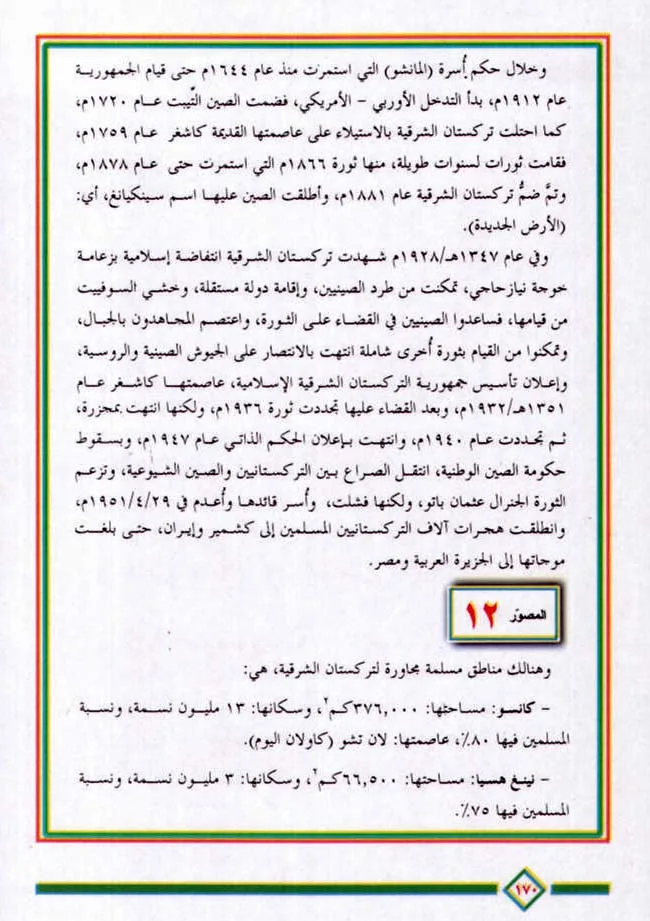 وخلال حكم أُسرة (المانشو) التي استمرت منذ عام ١٦٤٤م حتى قيام الجمهورية
عام ١٩١٢م، بدأ التدخل الأوربي - الأمريكي، فضمت الصين التّيبت عام ١٧٢٠م،
كما احتلت تركستان الشرقية بالاستيلاء على عاصمتها القديمة كاشغر عام ١٧٥٩م،
فقامت ثورات لسنوات طويلة، منها ثورة ١٨٦٦م التي استمرت حتى عام ١٨٧٨م،
وتمَّ ضمُّ تركستان الشرقية عام ١٨٨١م، وأطلقت الصين عليها اسم سينكيانغ، أي:
(الأرض الجديدة).
وفي عام ١٣٤٧هـ/١٩٢٨م شهدت تركستان الشرقية انتفاضة إسلامية بزعامة
خوجة نيازحاجي، تمكنت من طرد الصينيين، وإقامة دولة مستقلة، وخشي السوفييت
من قيامها، فساعدوا الصينيين في القضاء على الثورة، واعتصم المجاهدون بالجبال،
وتمكنوا من القيام بثورة أُخرى شاملة انتهت بالانتصار على الجيوش الصينية والروسية،
وإعلان تأسيس جمهورية التركستان الشرقية الإسلامية، عاصمتها كاشغر عام
١٣٥١هـ/١٩٣٢م، وبعد القضاء عليها تجددت ثورة ١٩٣٦م، ولكنها انتهت بمجزرة،
ثم تجددت عام ١٩٤٠م، وانتهت بإعلان الحكم الذاتي عام ١٩٤٧م، وبسقوط
حكومة الصين الوطنية، انتقل الصراع بين التركستانيين والصين الشيوعية، وتزعم
الثورة الجنرال عثمان باتو، ولكنها فشلت، وأُسر قائدها وأُعدم في ١٩٥١/٤/٢٩م،
وانطلقت هجرات آلاف التركستانيين المسلمين إلى كشمير وإيران، حتى بلغت
موجاتها إلى الجزيرة العربية ومصر.
المصوّر ١٢
وهنالك مناطق مسلمة مجاورة لتركستان الشرقية، هي:
- كانسو: مساحتها: ٣٧٦,٠٠٠كم٢، وسكانها: ١٣ مليون نسمة، ونسبة
المسلمين فيها ٨٠٪، عاصمتها: لان تشو (كاولان اليوم).
- نينغ هسيا: مساحتها: ٦٦,٥٠٠كم٢، وسكانها: ٣ مليون نسمة، ونسبة
المسلمين فيها ٧٥٪.
١٧٠